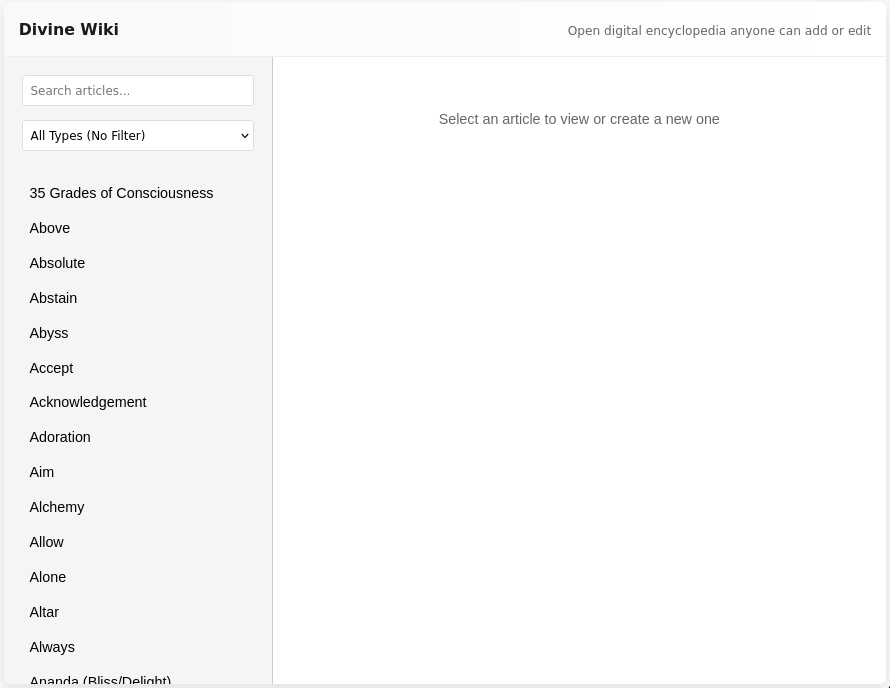 Divine Wiki
Open digital encyclopedia anyone can add or edit
Search articles...
All Types (No Filter)
Select an article to view or create a new one
35 Grades of Consciousness
Above
Absolute
Abstain
Abyss
Accept
Acknowledgement
Adoration
Aim
Alchemy
Allow
Alone
Altar
Always
Ananda (Bliss/Delight)